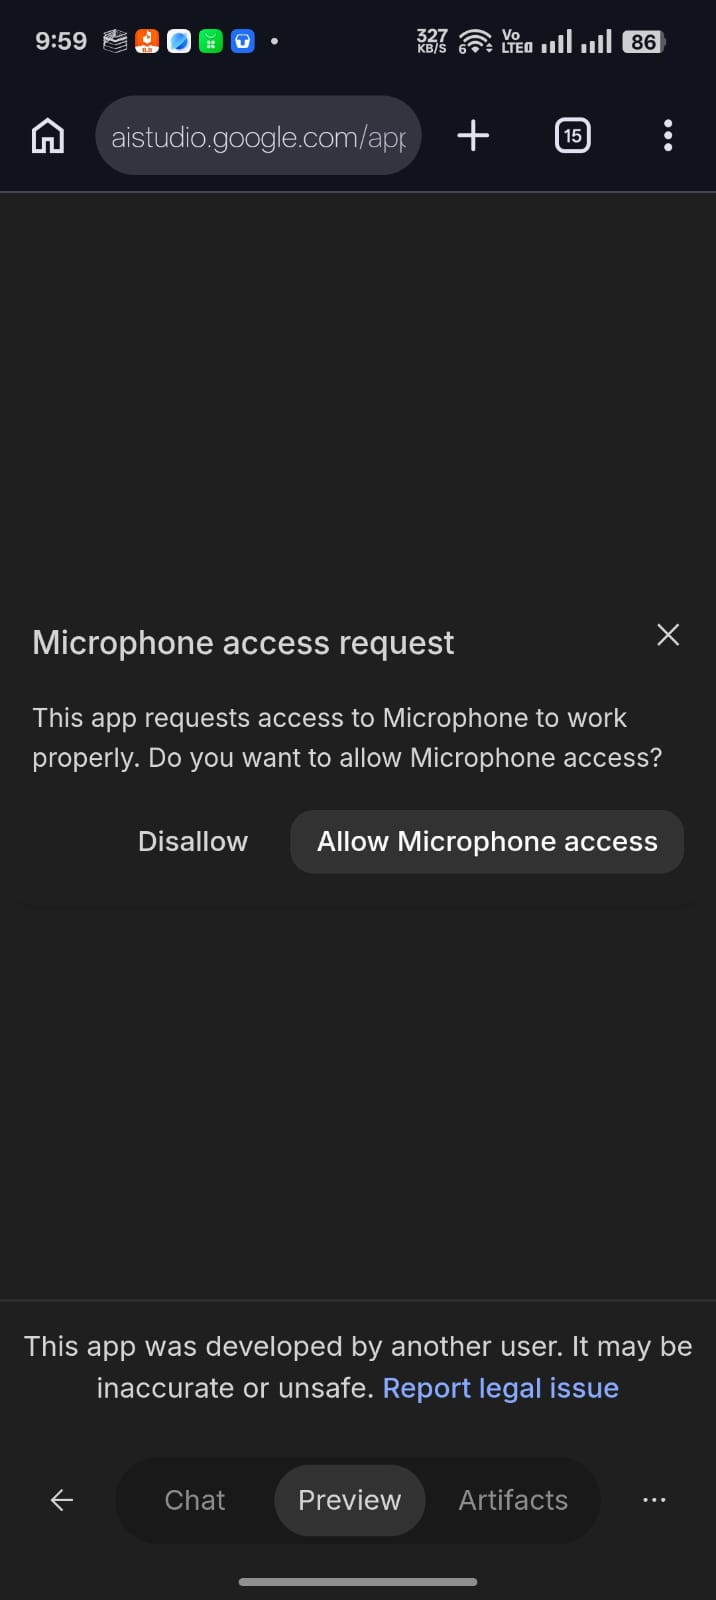 9:59
327
KB/S
6
Vo
LTE
86
aistudio.google.com/app
15
Microphone access request
This app requests access to Microphone to work
properly. Do you want to allow Microphone access?
Disallow
Allow Microphone access
This app was developed by another user. It may be
inaccurate or unsafe. Report legal issue
Chat
Preview
Artifacts